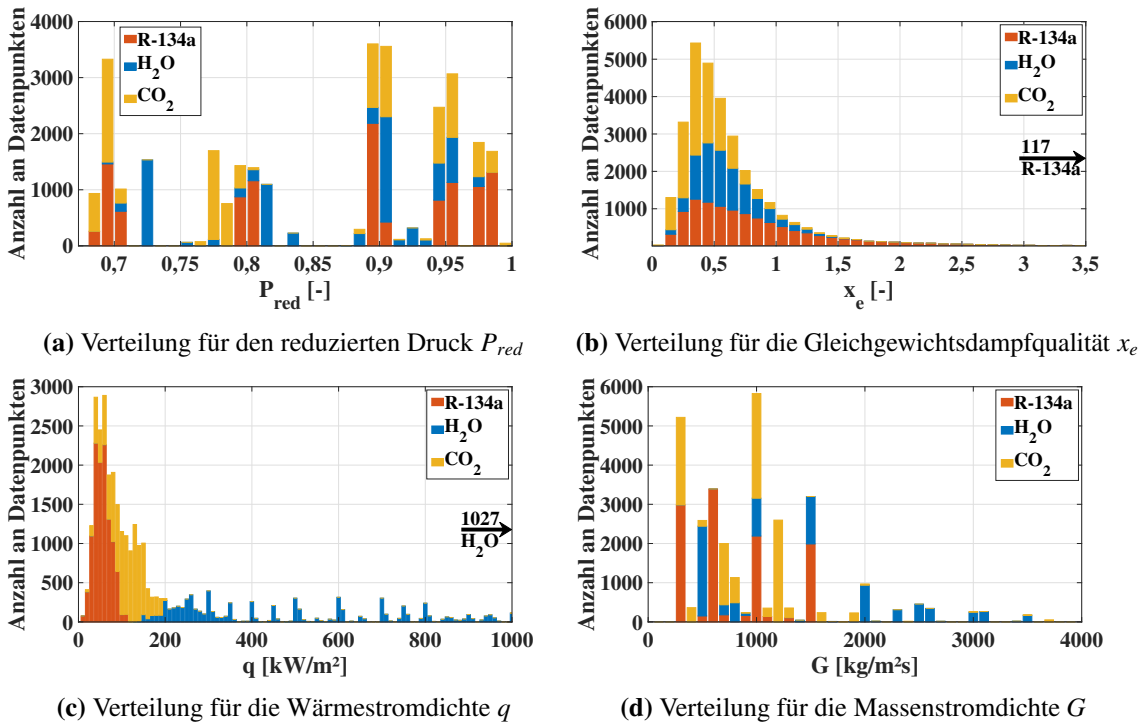 4000
3000
2000
1000
0
Anzahl an Datenpunkten
R-134a
H₂O
CO₂
0,7 0,75 0,8 0,85 0,9 0,95 1
P_red [-]
(a) Verteilung für den reduzierten Druck P_red
6000
5000
4000
3000
2000
1000
Anzahl an Datenpunkten
R-134a
H₂O
CO₂
117
R-134a
0 0,5 1 1,5 2 2,5 3 3,5
x_e [-]
(b) Verteilung für die Gleichgewichtsdampfqualität x_e
3000
2500
2000
1500
1000
500
0
Anzahl an Datenpunkten
R-134a
H₂O
CO₂
1027
H₂O
0 200 400 600 800 1000
q [kW/m²]
(c) Verteilung für die Wärmestromdichte q
6000
5000
4000
3000
2000
1000
0
Anzahl an Datenpunkten
R-134a
H₂O
CO₂
0 1000 2000 3000 4000
G [kg/m²s]
(d) Verteilung für die Massenstromdichte G